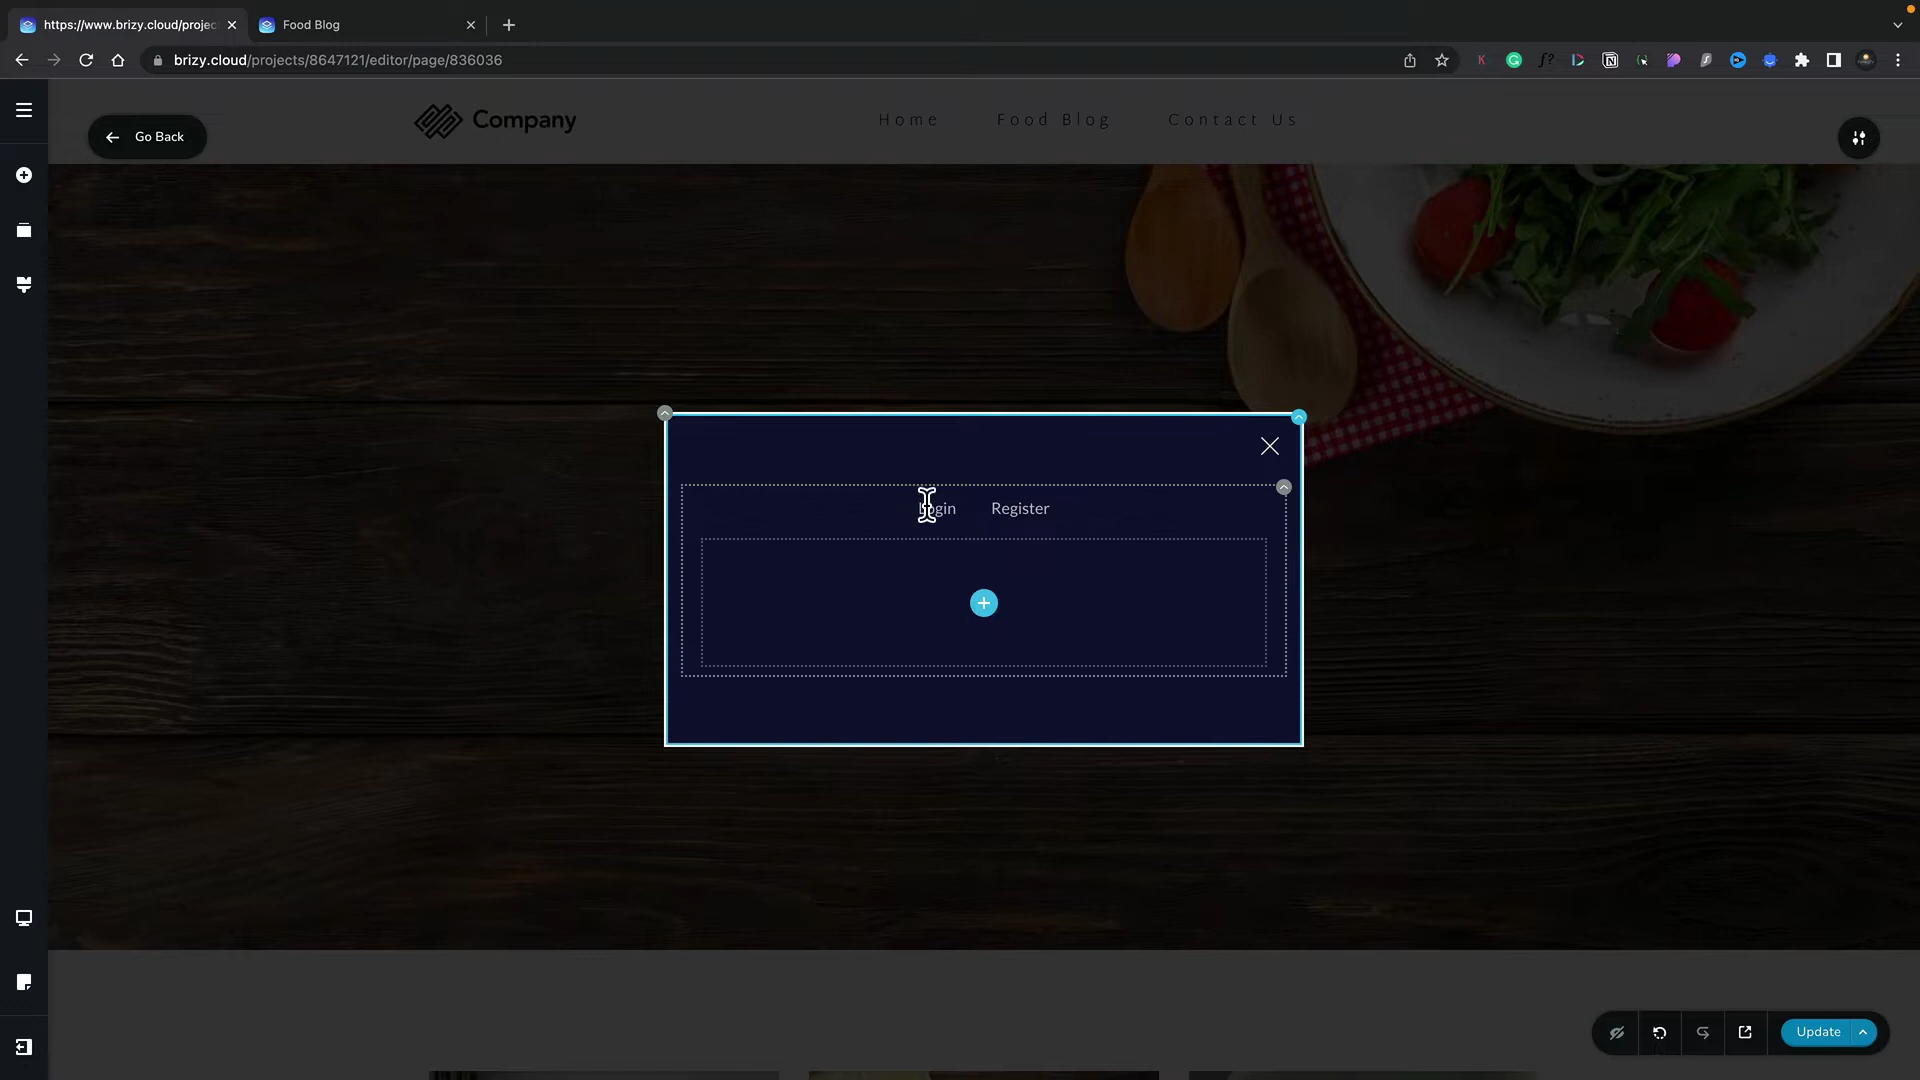 https://www.brizy.cloud/projec
Food Blog
brizy.cloud/projects/8647121/editor/page/836036
Go Back
Company
Home
Food Blog
Contact Us
Login
Register
Update